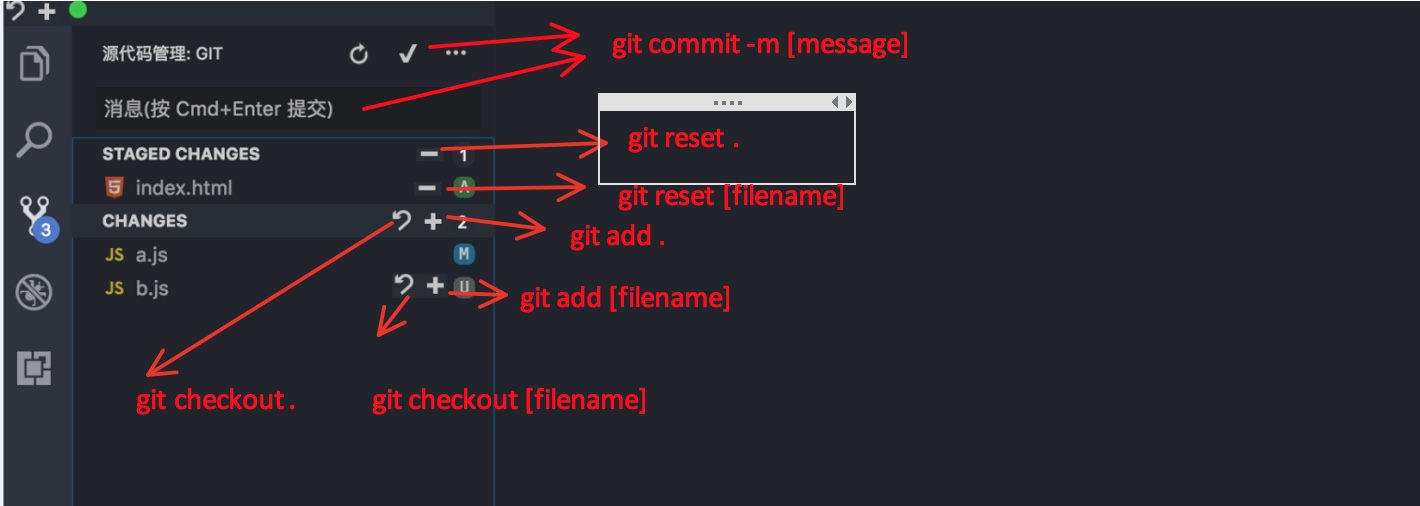 源代码管理: GIT
git commit -m [message]
消息(按 Cmd+Enter 提交)
git reset .
STAGED CHANGES 1
5 index.html A
git reset [filename]
CHANGES 2
git add .
JS a.js M
3
JS b.js U
git add [filename]
git checkout .
git checkout [filename]